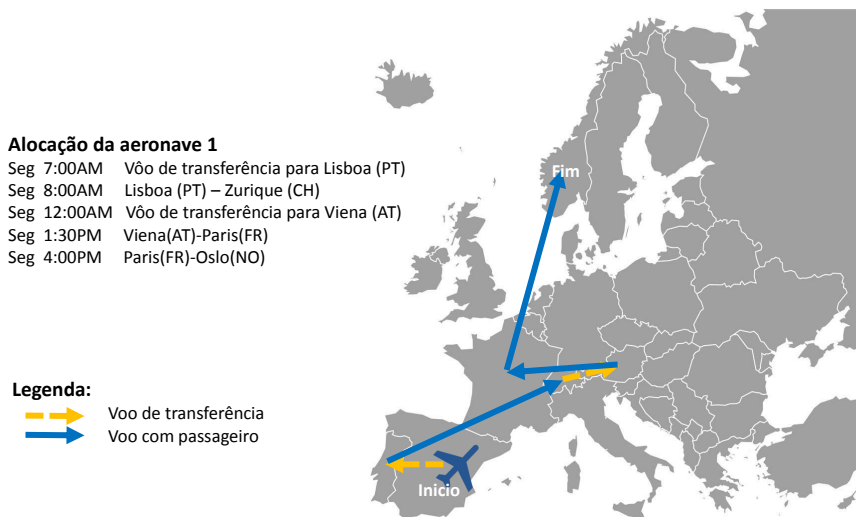 Alocação da aeronave 1
Seg 7:00AM Vôo de transferência para Lisboa (PT)
Seg 8:00AM Lisboa (PT) – Zurique (CH)
Seg 12:00AM Vôo de transferência para Viena (AT)
Seg 1:30PM Viena(AT)-Paris(FR)
Seg 4:00PM Paris(FR)-Oslo(NO)
Fim
Legenda:
Voo de transferência
Voo com passageiro
Inicio